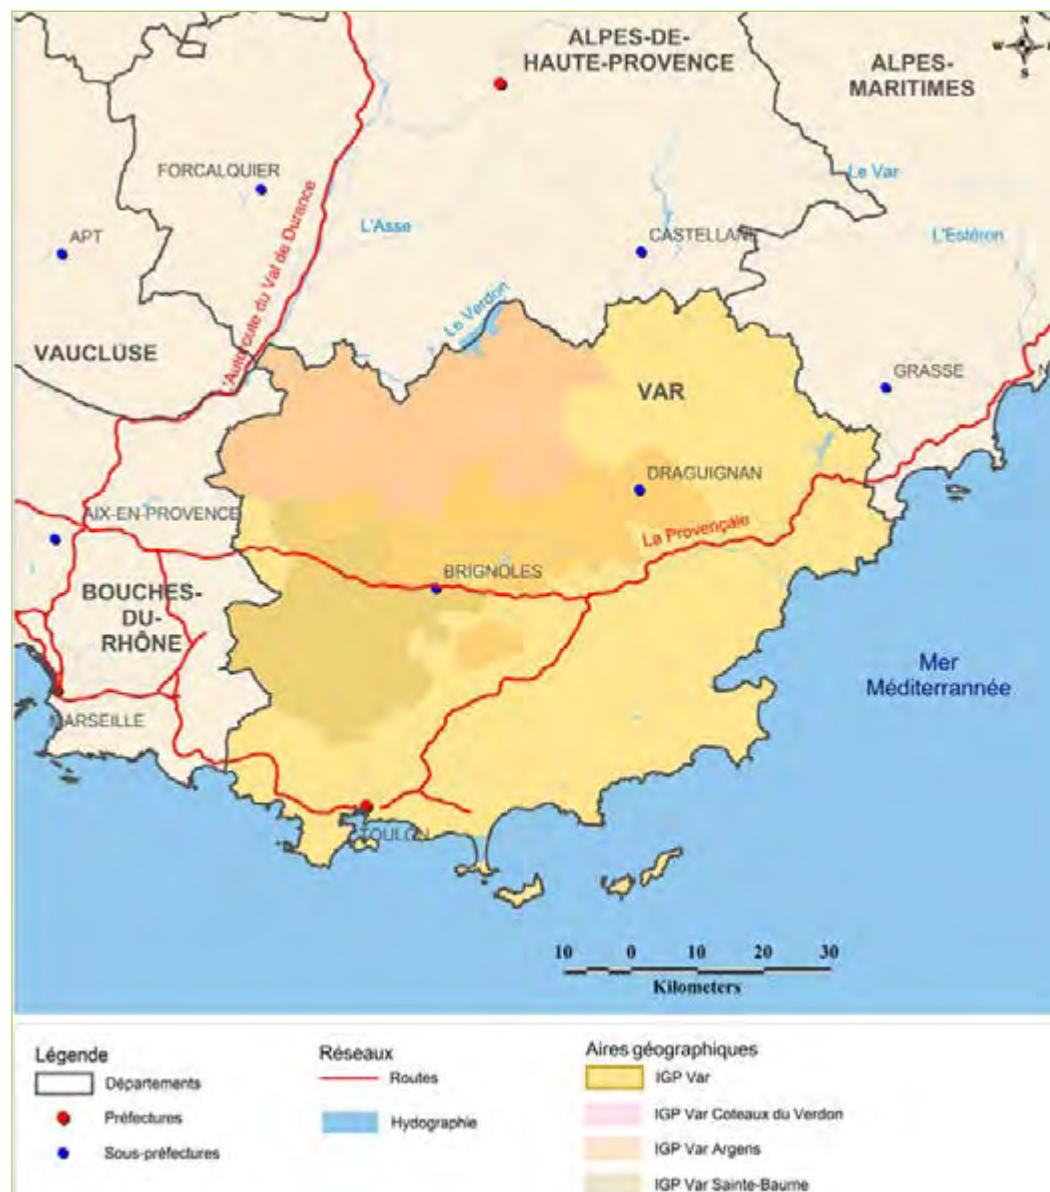 ALPES-DE-
HAUTE-PROVENCE
ALPES-
MARITIMES
N
W
S
FORCALQUIER
Le Var
APT
L'Asse
CASTELLANE
L'Estéron
L'Autoroute du Val de Durance
Le Verdon
VAUCLUSE
VAR
GRASSE
N
DRAGUIGNAN
AIX-EN-PROVENCE
La Provençale
BRIGNOLES
BOUCHES-
DU-
RHÔNE
Mer
Méditerrannée
MARSEILLE
TOULON
10 0 10 20 30
Kilometers
Légende
Départements
Préfectures
Sous-préfectures
Réseaux
Routes
Hydographie
Aires géographiques
IGP Var
IGP Var Coteaux du Verdon
IGP Var Argens
IGP Var Sainte-Baume